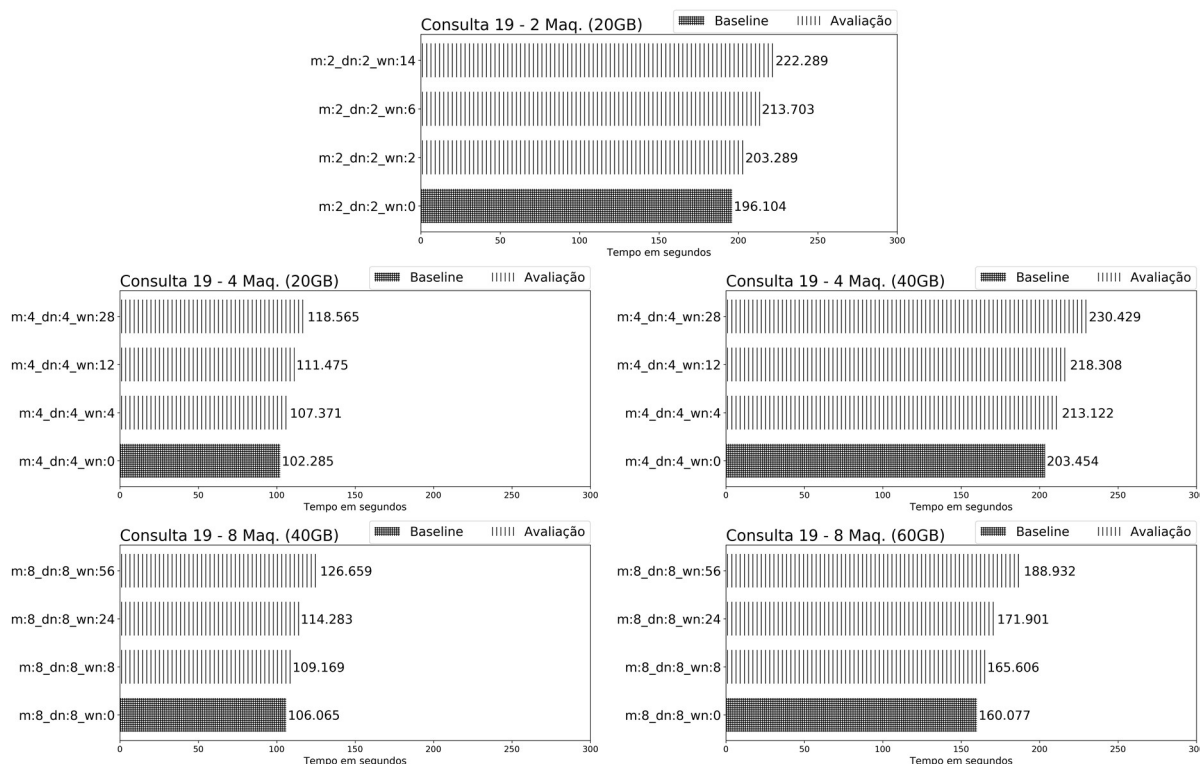 Consulta 19 - 2 Maq. (20GB)
Baseline Avaliação
m:2_dn:2_wn:14 222.289
m:2_dn:2_wn:6 213.703
m:2_dn:2_wn:2 203.289
m:2_dn:2_wn:0 196.104
0 50 100 150 200 250 300
Tempo em segundos
Consulta 19 - 4 Maq. (20GB)
Baseline Avaliação
m:4_dn:4_wn:28 118.565
m:4_dn:4_wn:12 111.475
m:4_dn:4_wn:4 107.371
m:4_dn:4_wn:0 102.285
0 50 100 150 200 250 300
Tempo em segundos
Consulta 19 - 4 Maq. (40GB)
Baseline Avaliação
m:4_dn:4_wn:28 230.429
m:4_dn:4_wn:12 218.308
m:4_dn:4_wn:4 213.122
m:4_dn:4_wn:0 203.454
0 50 100 150 200 250 300
Tempo em segundos
Consulta 19 - 8 Maq. (40GB)
Baseline Avaliação
m:8_dn:8_wn:56 126.659
m:8_dn:8_wn:24 114.283
m:8_dn:8_wn:8 109.169
m:8_dn:8_wn:0 106.065
0 50 100 150 200 250 300
Tempo em segundos
Consulta 19 - 8 Maq. (60GB)
Baseline Avaliação
m:8_dn:8_wn:56 188.932
m:8_dn:8_wn:24 171.901
m:8_dn:8_wn:8 165.606
m:8_dn:8_wn:0 160.077
0 50 100 150 200 250 300
Tempo em segundos